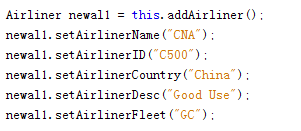 Airliner newal1 = this.addAirliner();
newal1.setAirlinerName("CNA");
newal1.setAirlinerID("C500");
newal1.setAirlinerCountry("China");
newal1.setAirlinerDesc("Good Use");
newal1.setAirlinerFleet("GC");